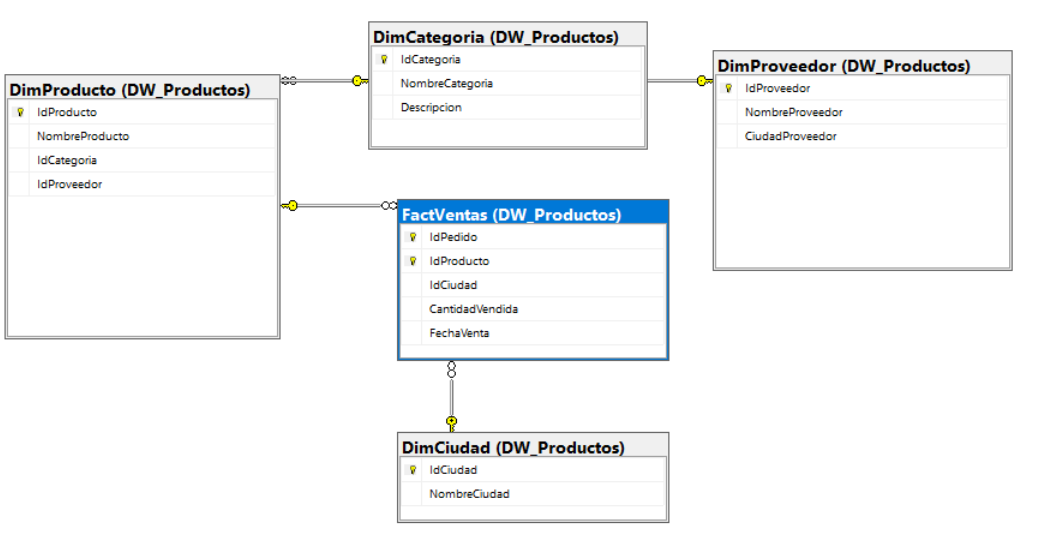 DimCategoria (DW_Productos)
IdCategoria
NombreCategoria
Descripcion
DimProveedor (DW_Productos)
IdProveedor
NombreProveedor
CiudadProveedor
DimProducto (DW_Productos)
IdProducto
NombreProducto
IdCategoria
IdProveedor
FactVentas (DW_Productos)
IdPedido
IdProducto
IdCiudad
CantidadVendida
FechaVenta
DimCiudad (DW_Productos)
IdCiudad
NombreCiudad